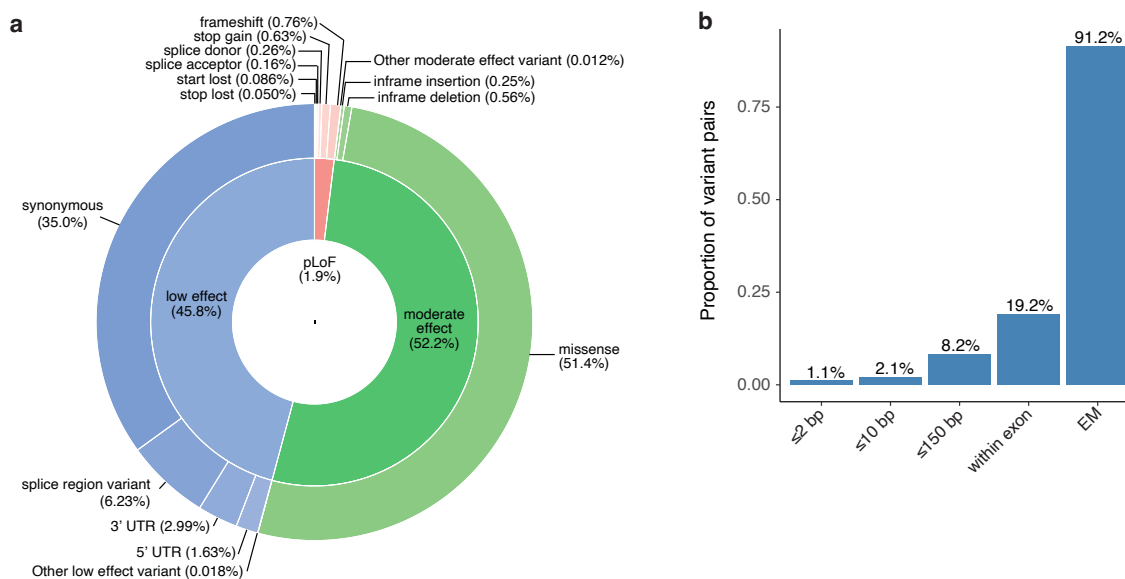 a
frameshift (0.76%)
stop gain (0.63%)
splice donor (0.26%)
splice acceptor (0.16%)
start lost (0.086%)
stop lost (0.050%)
Other moderate effect variant (0.012%)
inframe insertion (0.25%)
inframe deletion (0.56%)
synonymous
(35.0%)
pLoF
(1.9%)
low effect
(45.8%)
moderate
effect
(52.2%)
missense
(51.4%)
splice region variant
(6.23%)
3' UTR (2.99%)
5' UTR (1.63%)
Other low effect variant (0.018%)
b
Proportion of variant pairs
0.75
0.50
0.25
0.00
1.1%
2.1%
8.2%
19.2%
91.2%
≤2 bp
≤10 bp
≤150 bp
within exon
EM